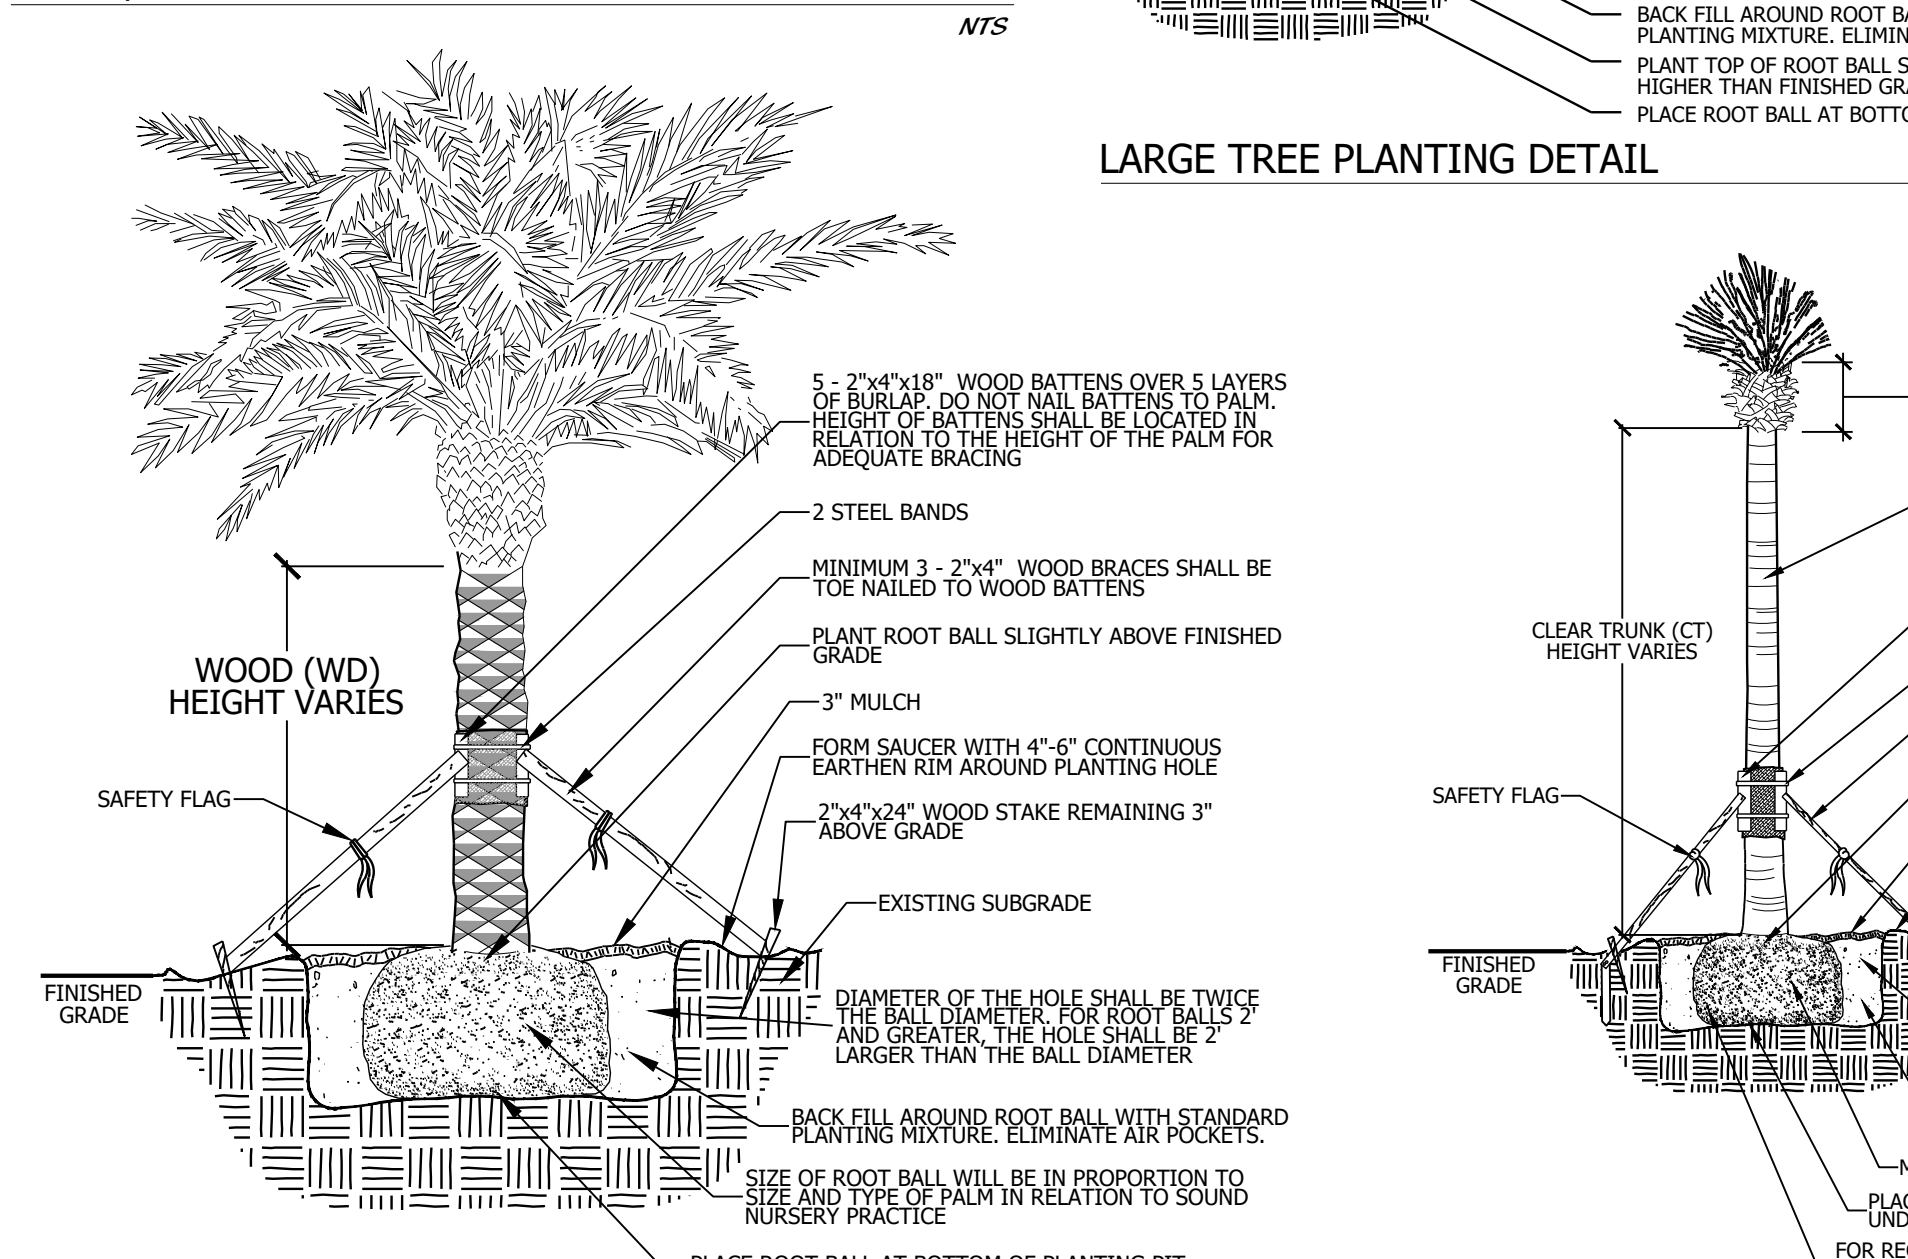 NTS
BACK FILL AROUND ROOT
PLANTING MIXTURE.
PLANT TOP OF ROOT BALL
HIGHER THAN FINISHED
PLACE ROOT BALL AT
LARGE TREE PLANTING DETAIL
5 - 2"x4"x18" WOOD BATTENS OVER 5 LAYERS
OF BURLAP. DO NOT NAIL BATTENS TO PALM.
HEIGHT OF BATTENS SHALL BE LOCATED IN
RELATION TO THE HEIGHT OF THE PALM FOR
ADEQUATE BRACING
2 STEEL BANDS
MINIMUM 3 - 2"x4" WOOD BRACES SHALL BE
TOE NAILED TO WOOD BATTENS
PLANT ROOT BALL SLIGHTLY ABOVE FINISHED
GRADE
WOOD (WD)
HEIGHT VARIES
3" MULCH
FORM SAUCER WITH 4"-6" CONTINUOUS
EARTHEN RIM AROUND PLANTING HOLE
SAFETY FLAG
2"x4"x24" WOOD STAKE REMAINING 3"
ABOVE GRADE
EXISTING SUBGRADE
FINISHED
GRADE
DIAMETER OF THE HOLE SHALL BE TWICE
THE BALL DIAMETER. FOR ROOT BALLS 2'
AND GREATER, THE HOLE SHALL BE 2'
LARGER THAN THE BALL DIAMETER
BACK FILL AROUND ROOT BALL WITH STANDARD
PLANTING MIXTURE. ELIMINATE AIR POCKETS.
SIZE OF ROOT BALL WILL BE IN PROPORTION TO
SIZE AND TYPE OF PALM IN RELATION TO SOUND
NURSERY PRACTICE
PLACE ROOT BALL AT BOTTOM OF PLANTING PIT
CLEAR TRUNK (CT)
HEIGHT VARIES
SAFETY FLAG
FINISHED
GRADE
FOR